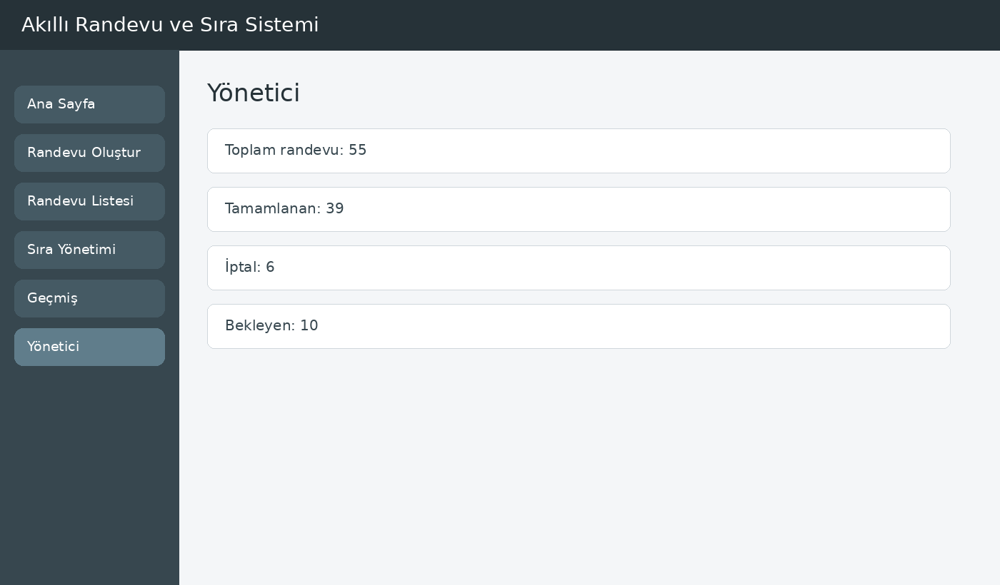 Akıllı Randevu ve Sıra Sistemi
Ana Sayfa
Randevu Oluştur
Randevu Listesi
Sıra Yönetimi
Geçmiş
Yönetici
Yönetici
Toplam randevu: 55
Tamamlanan: 39
İptal: 6
Bekleyen: 10